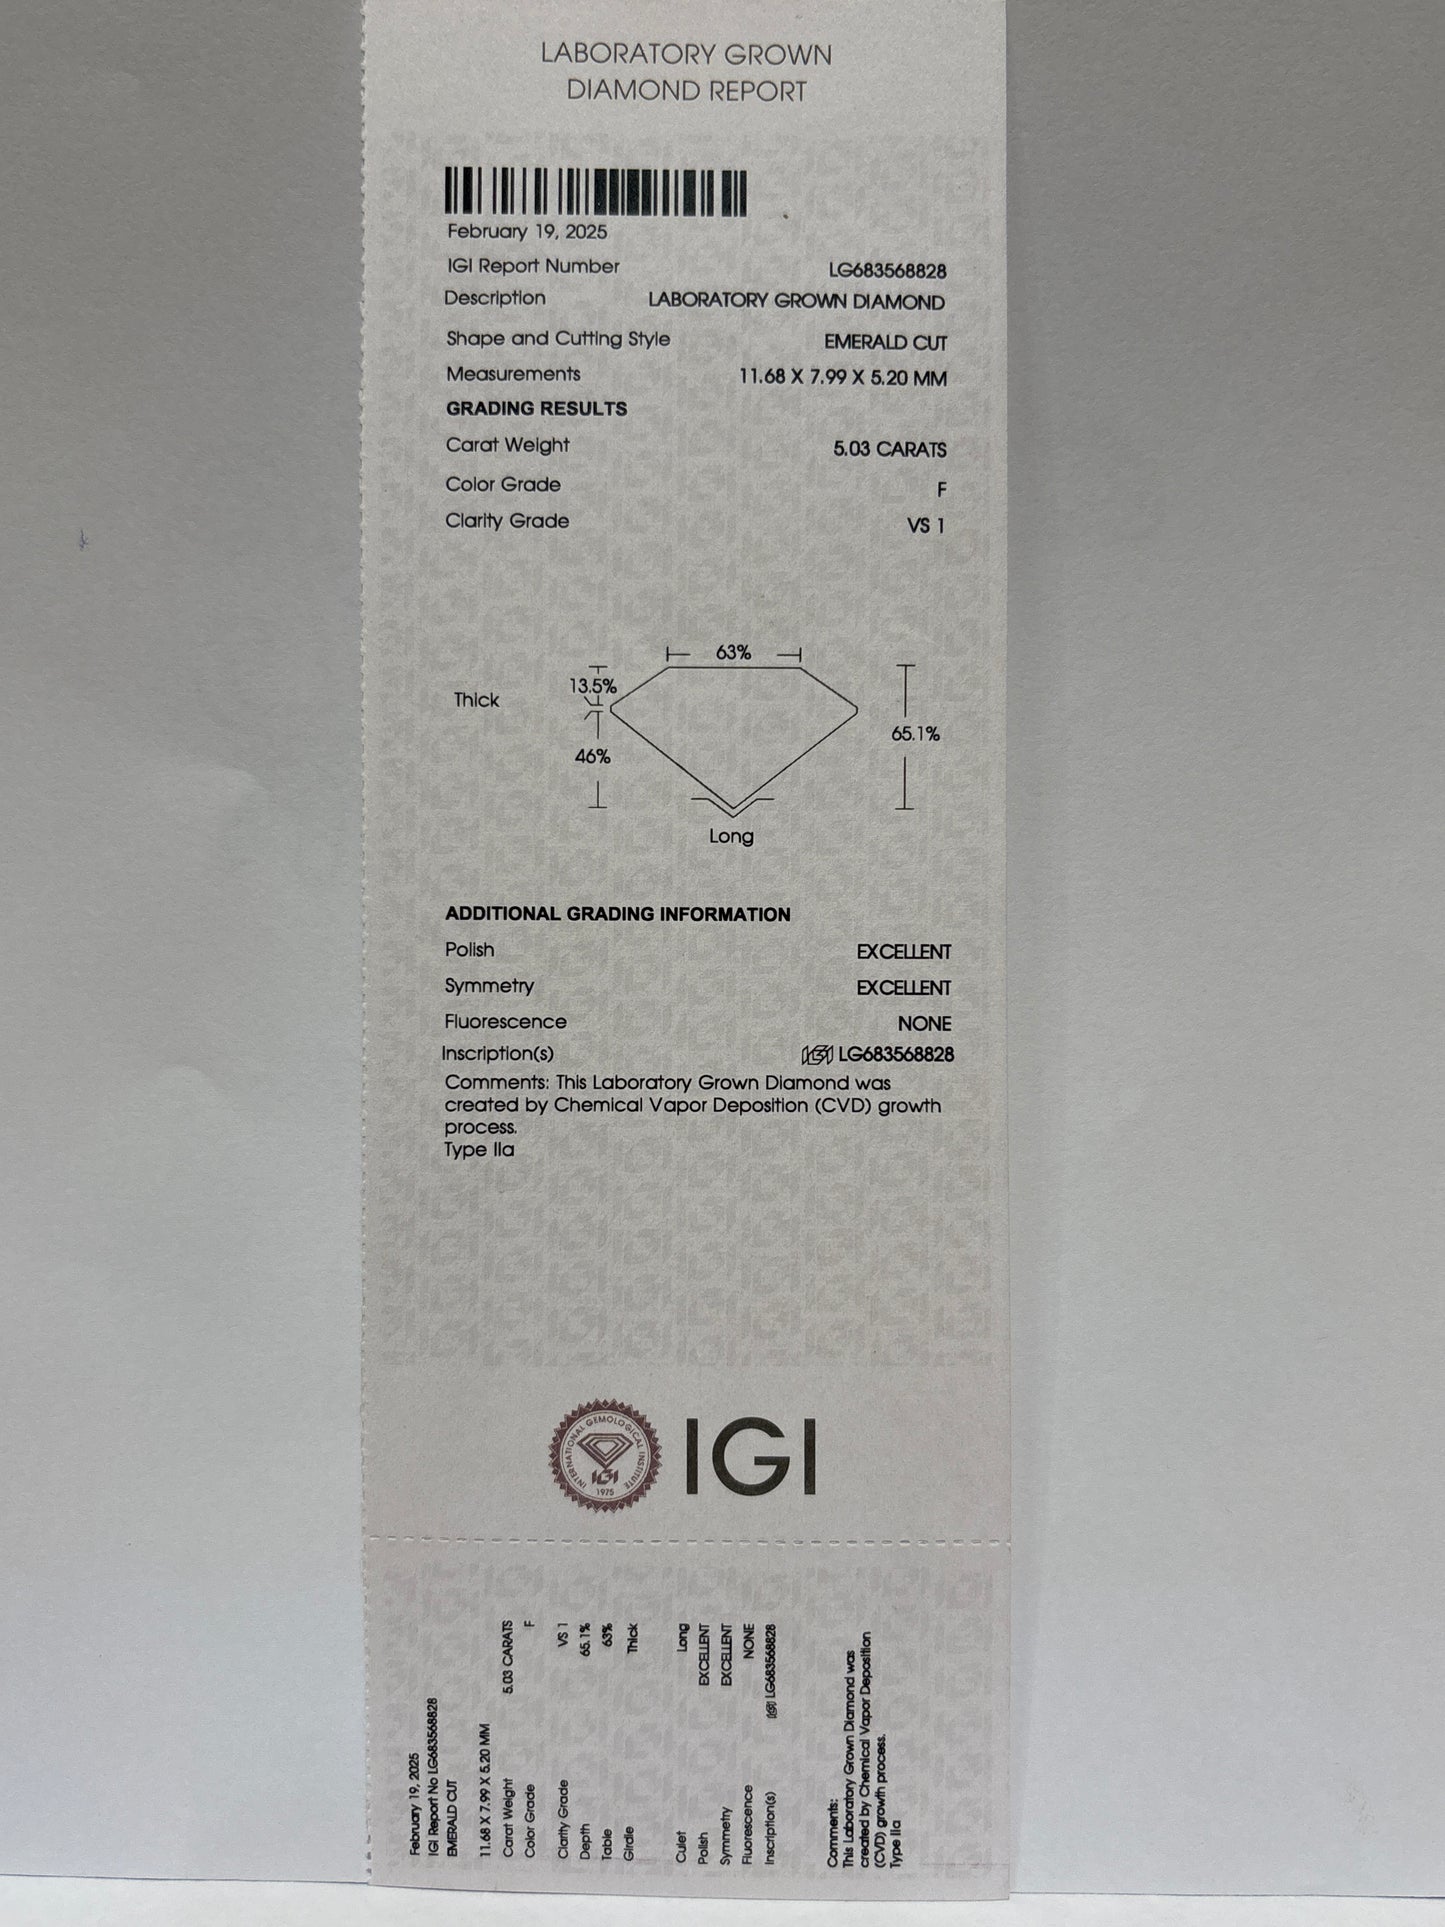 LABORATORY GROWN
DIAMOND REPORT
February 19, 2025
IGI Report Number LG683568828
Description LABORATORY GROWN DIAMOND
Shape and Cutting Style EMERALD CUT
Measurements 11.68 X 7.99 X 5.20 MM
GRADING RESULTS
Carat Weight 5.03 CARATS
Color Grade F
Clarity Grade VS 1
63%
13.5%
Thick
65.1%
46%
Long
ADDITIONAL GRADING INFORMATION
Polish EXCELLENT
Symmetry EXCELLENT
Fluorescence NONE
Inscription(s) IGI LG683568828
Comments: This Laboratory Grown Diamond was
created by Chemical Vapor Deposition (CVD) growth
process.
Type IIa
INTERNATIONAL GEMOLOGICAL INSTITUTE
IGI
1975
IGI
February 19, 2025
IGI Report No LG683568828
EMERALD CUT
11.68 X 7.99 X 5.20 MM
Carat Weight 5.03 CARATS
Color Grade F
Clarity Grade VS 1
Depth 65.1%
Table 63%
Girdle Thick
Culet Long
Polish EXCELLENT
Symmetry EXCELLENT
Fluorescence NONE
Inscription(s) IGI LG683568828
Comments:
This Laboratory Grown Diamond was
created by Chemical Vapor Deposition
(CVD) growth process.
Type IIa